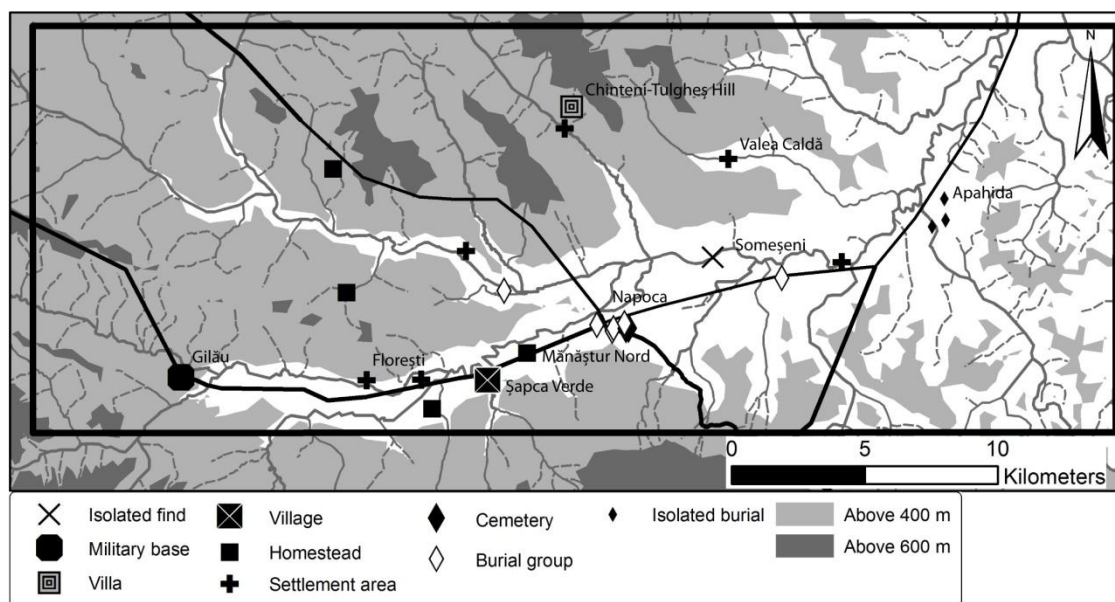 N
Chinteni-Tulgheș Hill
Valea Caldă
Apahida
Someșeni
Napoca
Mănăștur Nord
Gilău
Florești
Șapca Verde
0 5 10
Kilometers
Isolated find
Village
Cemetery
Isolated burial
Above 400 m
Military base
Homestead
Burial group
Above 600 m
Villa
Settlement area